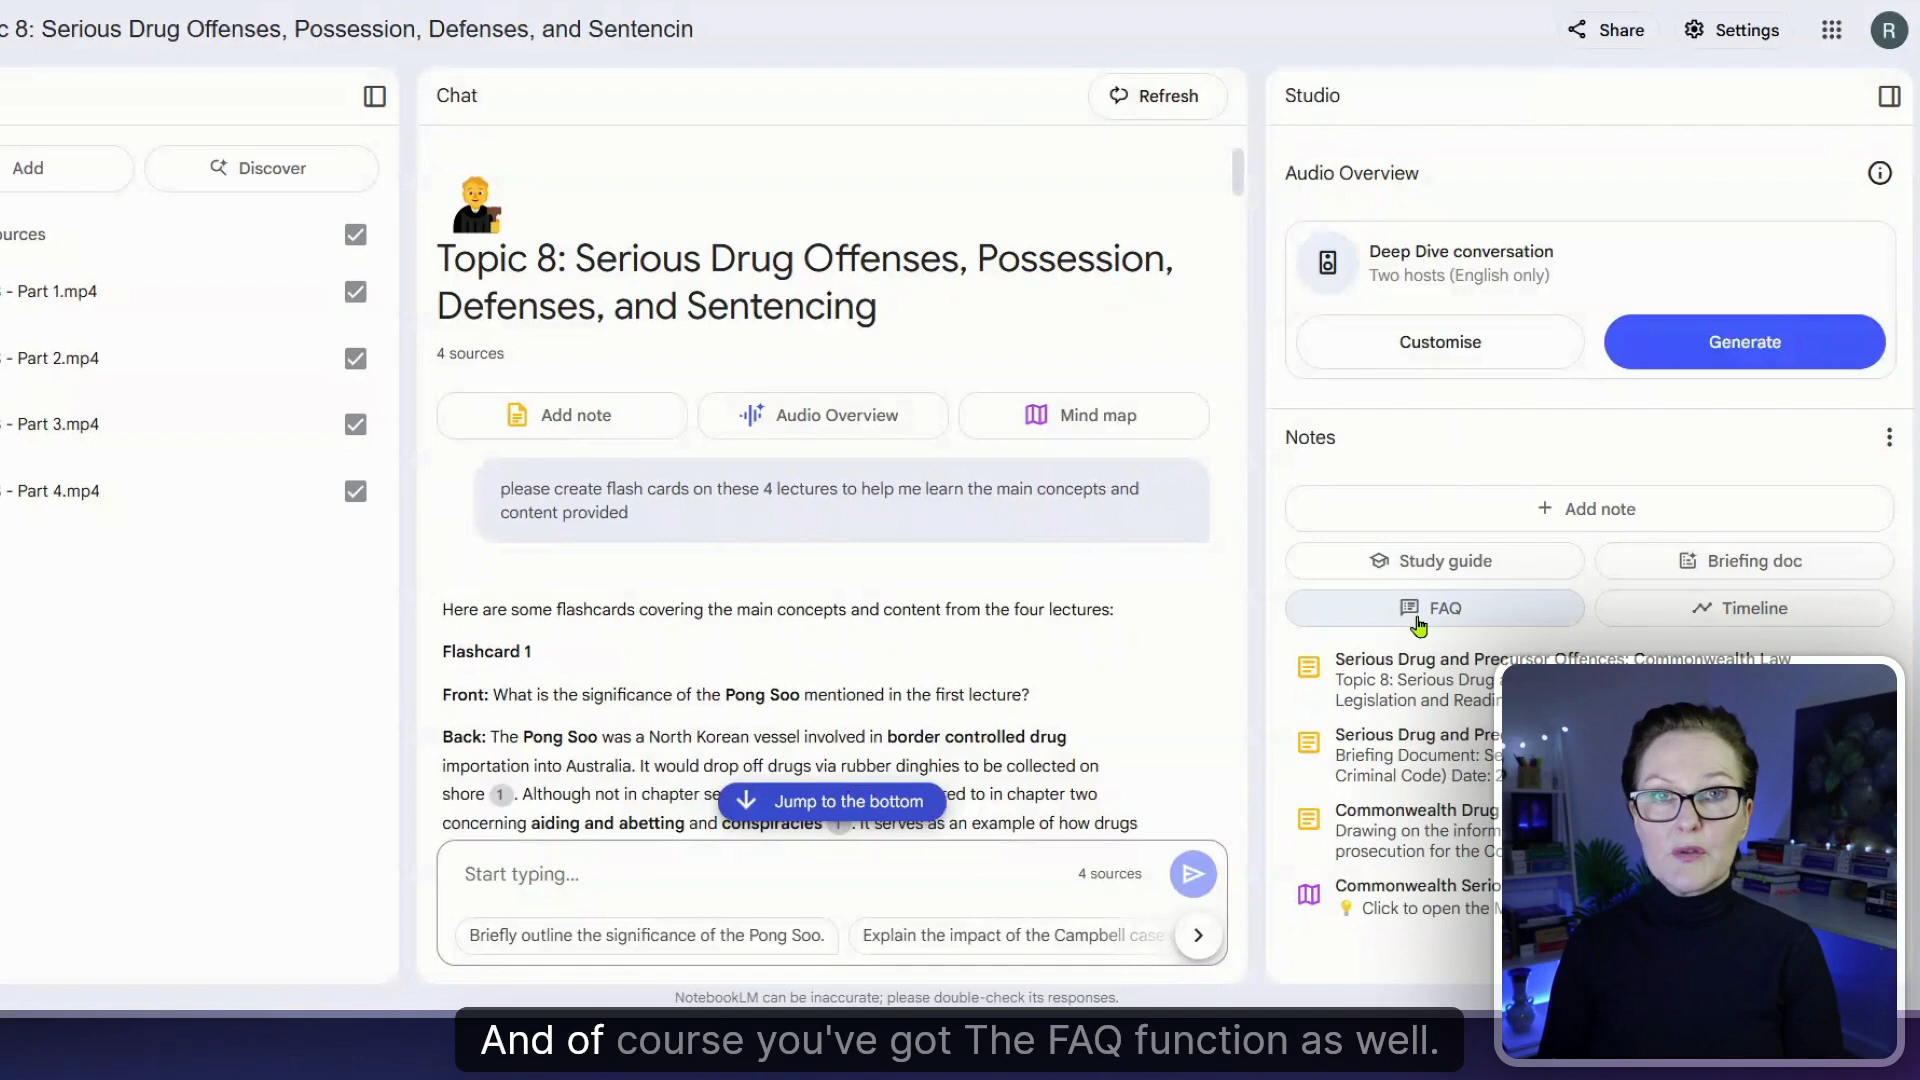 c 8: Serious Drug Offenses, Possession, Defenses, and Sentencin
Share
Settings
R
Add
Discover
ources
- Part 1.mp4
- Part 2.mp4
- Part 3.mp4
- Part 4.mp4
Chat
Refresh
Topic 8: Serious Drug Offenses, Possession,
Defenses, and Sentencing
4 sources
Add note
Audio Overview
Mind map
please create flash cards on these 4 lectures to help me learn the main concepts and
content provided
Here are some flashcards covering the main concepts and content from the four lectures:
Flashcard 1
Front: What is the significance of the Pong Soo mentioned in the first lecture?
Back: The Pong Soo was a North Korean vessel involved in border controlled drug
importation into Australia. It would drop off drugs via rubber dinghies to be collected on
shore 1 . Although not in chapter se ed to in chapter two
Jump to the bottom
concerning aiding and abetting and conspiracies 1 . It serves as an example of how drugs
Start typing...
4 sources
Briefly outline the significance of the Pong Soo.
Explain the impact of the Campbell case
NotebookLM can be inaccurate; please double-check its responses.
Studio
Audio Overview
Deep Dive conversation
Two hosts (English only)
Customise
Generate
Notes
+ Add note
Study guide
Briefing doc
FAQ
Timeline
Serious Drug and Precursor Offences: Commonwealth Law
Topic 8: Serious Drug
Legislation and Readin
Serious Drug and Pre
Briefing Document: Se
Criminal Code) Date: 2
Commonwealth Drug
Drawing on the inform
prosecution for the Co
Commonwealth Serio
Click to open the M
And of course you've got The FAQ function as well.